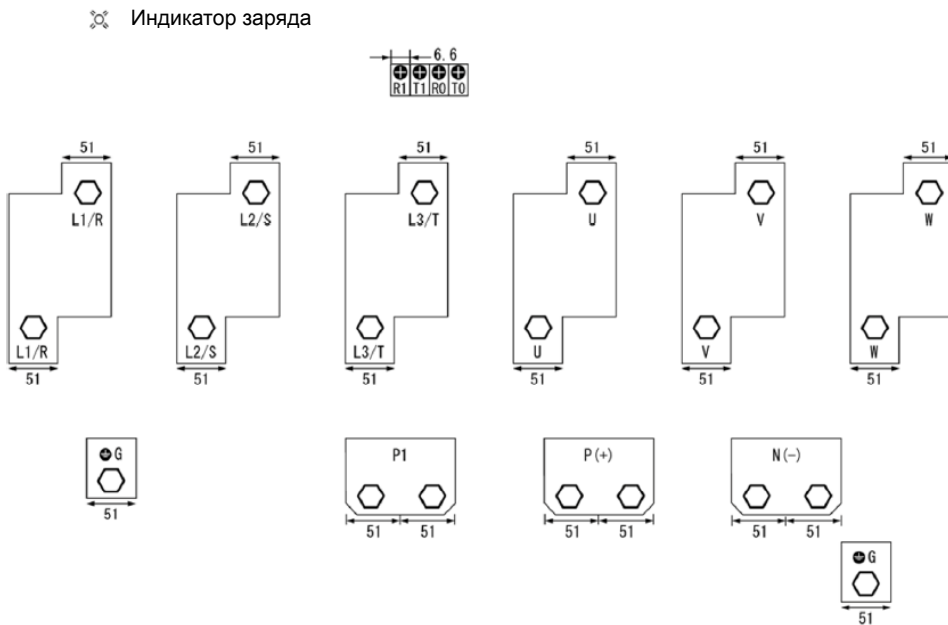 Индикатор заряда
6.6
R1 T1 R0 T0
51 51 51 51 51 51
L1/R L2/S L3/T U V W
L1/R L2/S L3/T U V W
51 51 51 51 51 51
G P1 P(+) N(-)
51 51 51 51 51 51 51
G
51